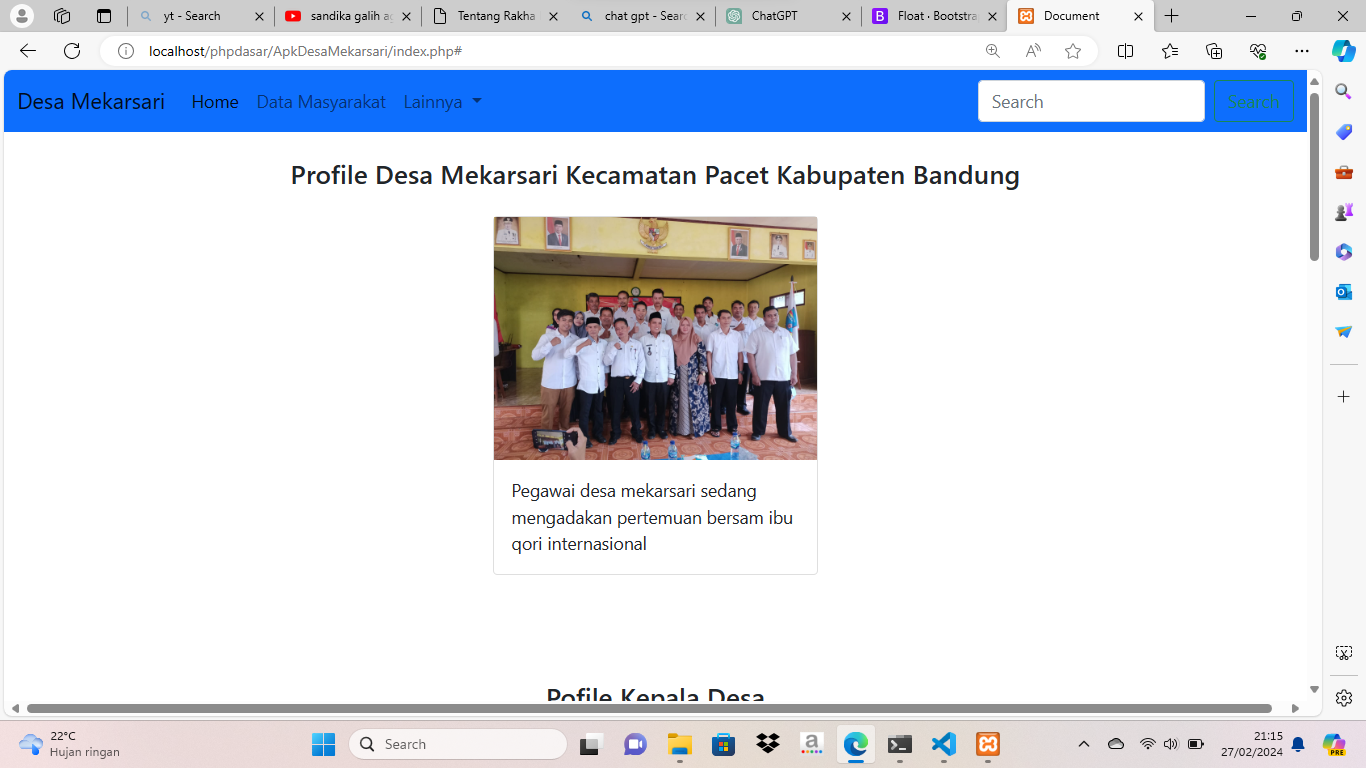 yt - Search
sandika galih a
Tentang Rakha
chat gpt - Sear
ChatGPT
Float · Bootstra
Document
localhost/phpdasar/ApkDesaMekarsari/index.php#
Desa Mekarsari Home Data Masyarakat Lainnya Search Search
Profile Desa Mekarsari Kecamatan Pacet Kabupaten Bandung
Pegawai desa mekarsari sedang
mengadakan pertemuan bersam ibu
qori internasional
Pofile Kepala Desa
22°C
Hujan ringan
Search
21:15
27/02/2024
PRE